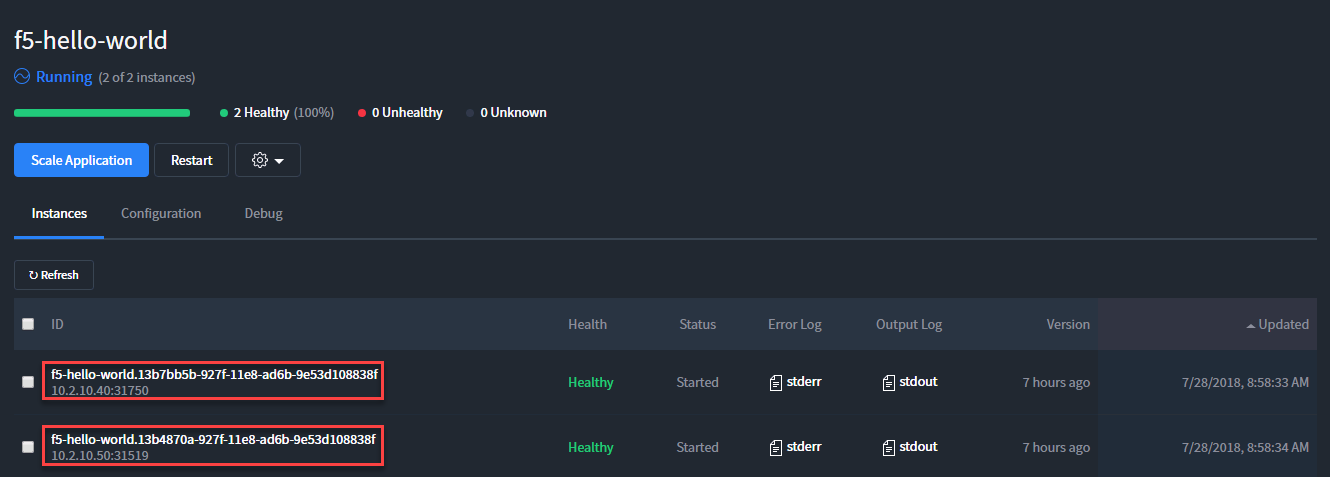 f5-hello-world
Running (2 of 2 instances)
2 Healthy (100%) 0 Unhealthy 0 Unknown
Scale Application Restart
Instances Configuration Debug
↻ Refresh
ID Health Status Error Log Output Log Version Updated
f5-hello-world.13b7bb5b-927f-11e8-ad6b-9e53d108838f Healthy Started stderr stdout 7 hours ago 7/28/2018, 8:58:33 AM
10.2.10.40:31750
f5-hello-world.13b4870a-927f-11e8-ad6b-9e53d108838f Healthy Started stderr stdout 7 hours ago 7/28/2018, 8:58:34 AM
10.2.10.50:31519